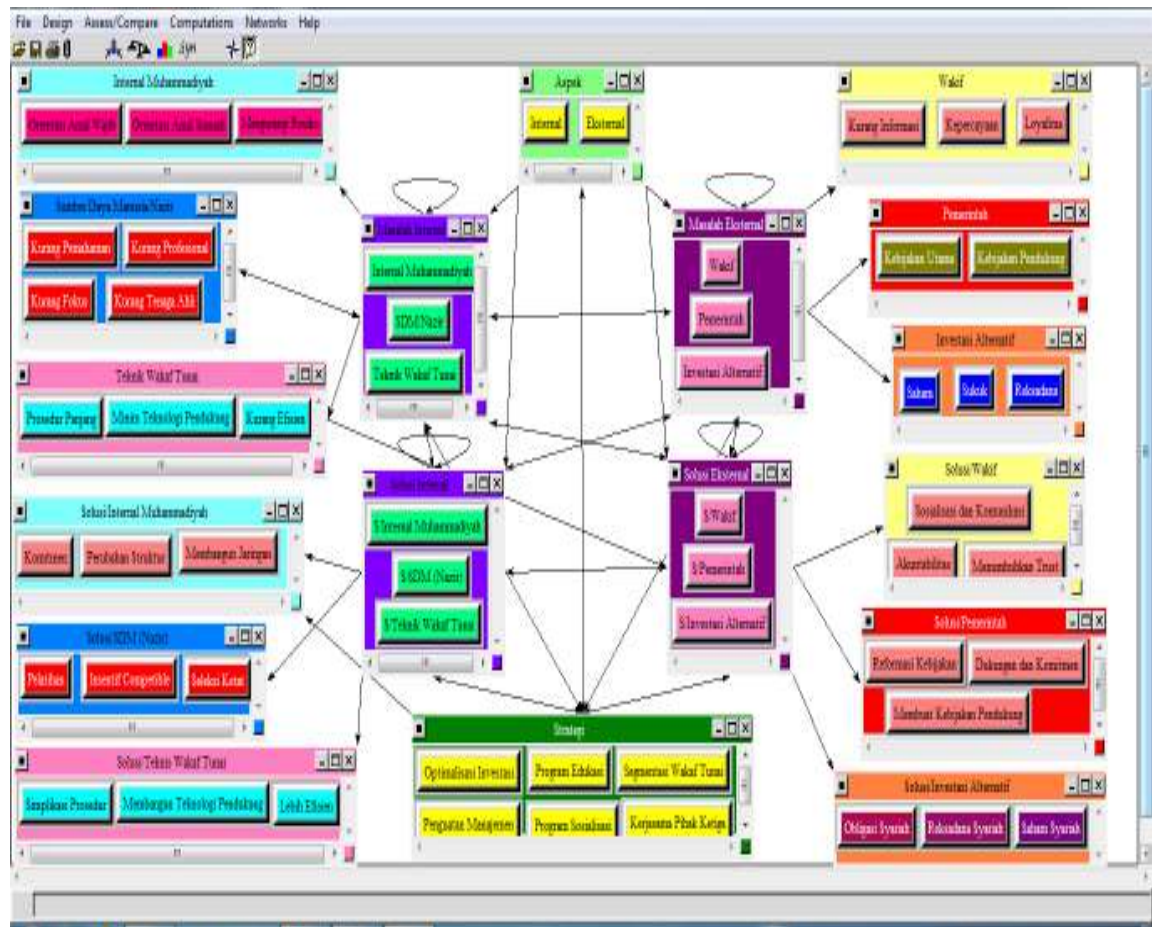 File Design Assess/Compare Computations Networks Help
Syn
Internal Muhammadiyah
Orientasi Amal
Orientasi Amal
Aspek
Internal Eksternal
Wakif
Kurang Informasi Kepercayaan Loyalitas
Sumber Daya Manusia/Nazir
Kurang Pemahaman Kurang Profesional
Kurang Fokus Kurang Tenaga Ahli
Masalah Internal
Internal Muhammadiyah
SDM/Nazir
Teknik Wakaf Tunai
Masalah Eksternal
Wakif
Pemerintah
Investasi Alternatif
Pemerintah
Kebijakan Utama Kebijakan Pendukung
Investasi Alternatif
Saham Sukuk Reksadana
Teknik Wakaf Tunai
Prosedur Panjang Minim Teknologi Pendukung Kurang Efisien
Solusi Internal
S/Internal Muhammadiyah
S/SDM (Nazir)
S/Teknik Wakaf Tunai
Solusi Eksternal
S/Wakif
S/Pemerintah
S/Investasi Alternatif
Solusi/Wakif
Sosialisasi dan Komunikasi
Akuntabilitas Menumbuhkan Trust
Solusi Internal Muhammadiyah
Komitmen Perubahan Struktur Membangun Jaringan
Solusi/SDM (Nazir)
Pelatihan Insentif Competible Seleksi Ketat
Solusi/Pemerintah
Reformasi Kebijakan Dukungan dan Komitmen
Membuat Kebijakan Pendukung
Strategi
Optimalisasi Investasi Program Edukasi Segmentasi Wakaf Tunai
Penguatan Manajemen Program Sosialisasi Kerjasama Pihak Ketiga
Solusi/Teknis Wakaf Tunai
Simplikasi Prosedur Membangun Teknologi Pendukung Lebih Efisien
Solusi/Investasi Alternatif
Obligasi Syariah Reksadana Syariah Saham Syariah